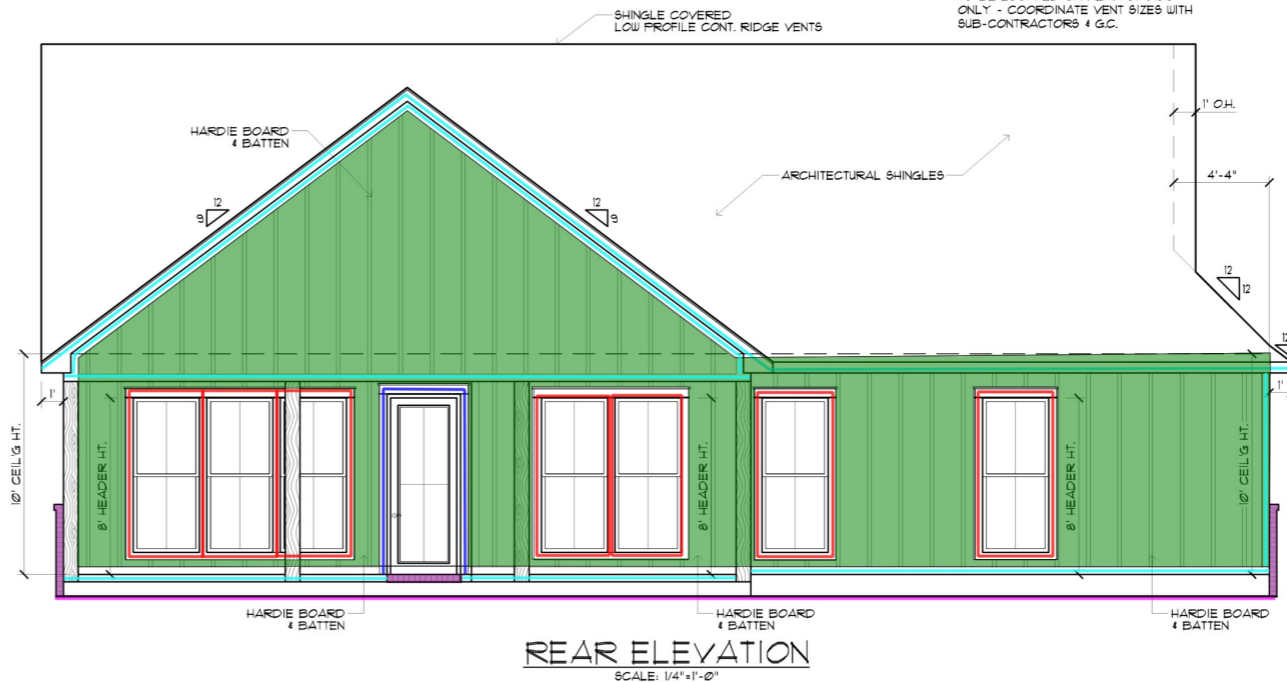 ONLY - COORDINATE VENT SIZES WITH
SUB-CONTRACTORS & G.C.
SHINGLE COVERED
LOW PROFILE CONT. RIDGE VENTS
1' O.H.
HARDIE BOARD
& BATTEN
ARCHITECTURAL SHINGLES
4'-4"
12
9
12
9
12
12
12
1'
1'
10' CEIL'G HT.
8' HEADER HT.
8' HEADER HT.
8' HEADER HT.
10' CEIL'G HT.
HARDIE BOARD
& BATTEN
HARDIE BOARD
& BATTEN
HARDIE BOARD
& BATTEN
REAR ELEVATION
SCALE: 1/4"=1'-0"